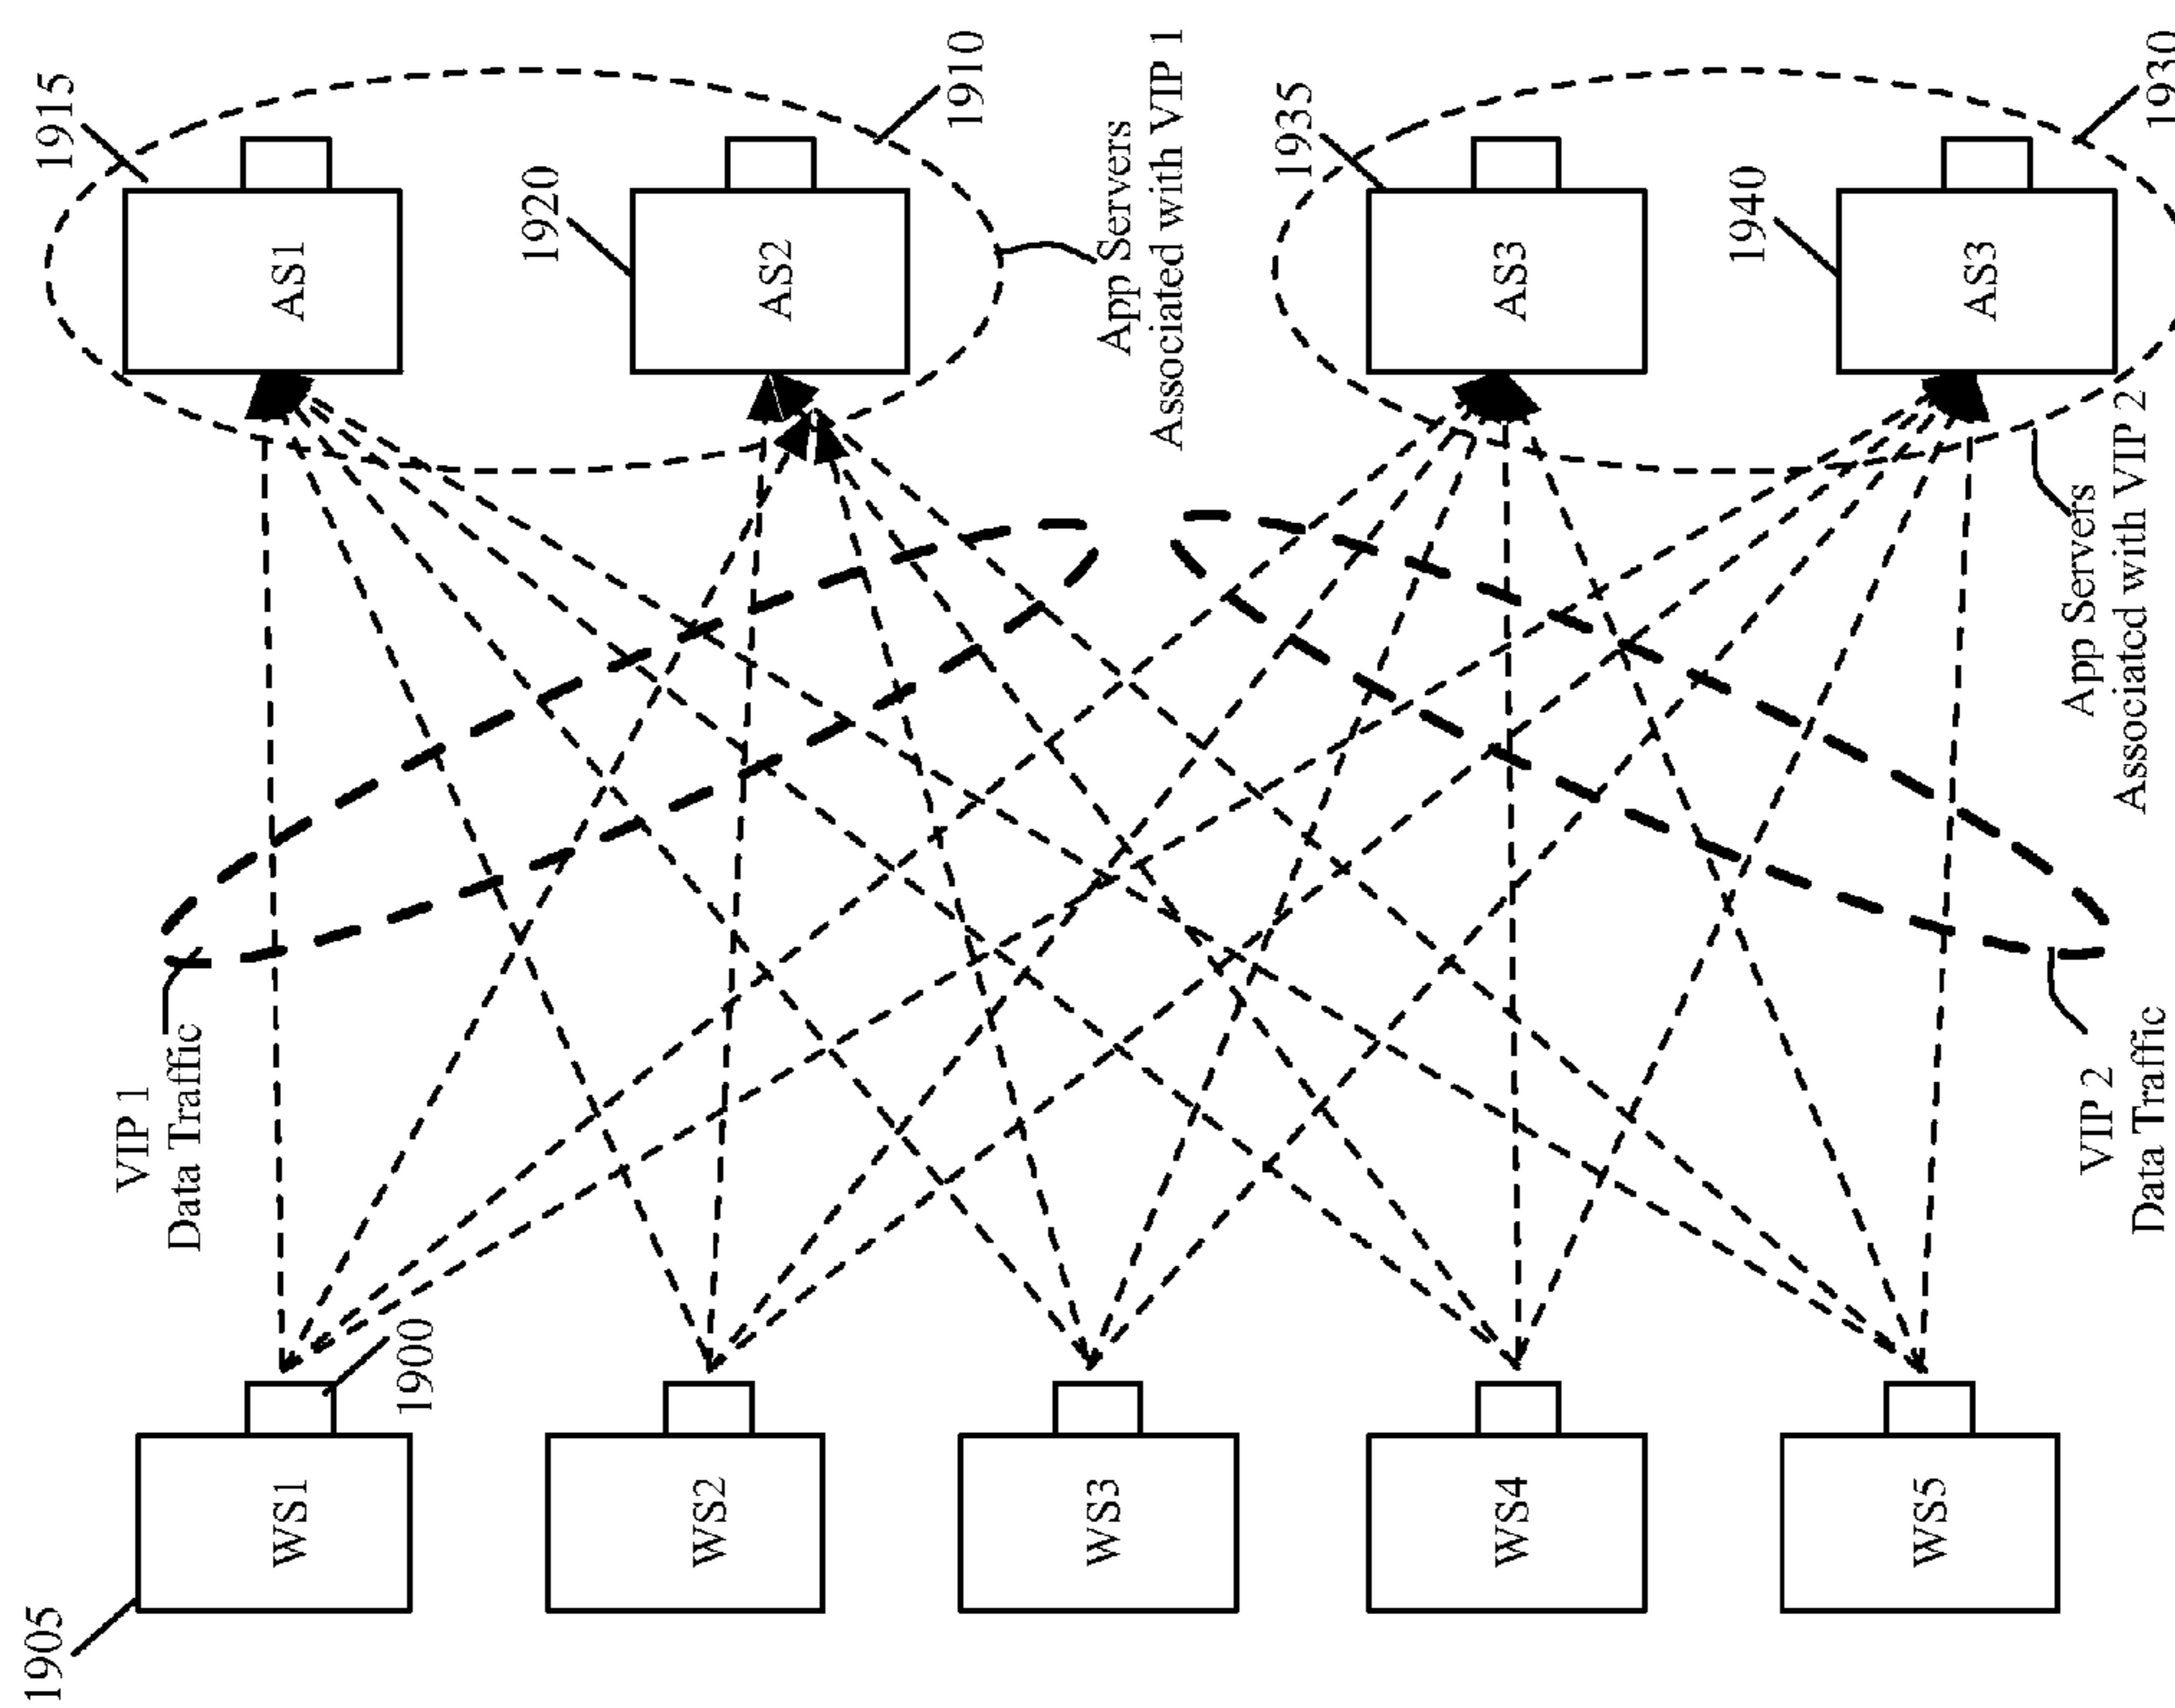 1905
1915
VIP 1
Data Traffic
WS1
AS1
1900
1920
WS2
AS2
1910
WS3
App Servers
Associated with VIP 1
1935
WS4
AS3
1940
WS5
AS3
App Servers
Associated with VIP 2
VIP 2
Data Traffic
1930